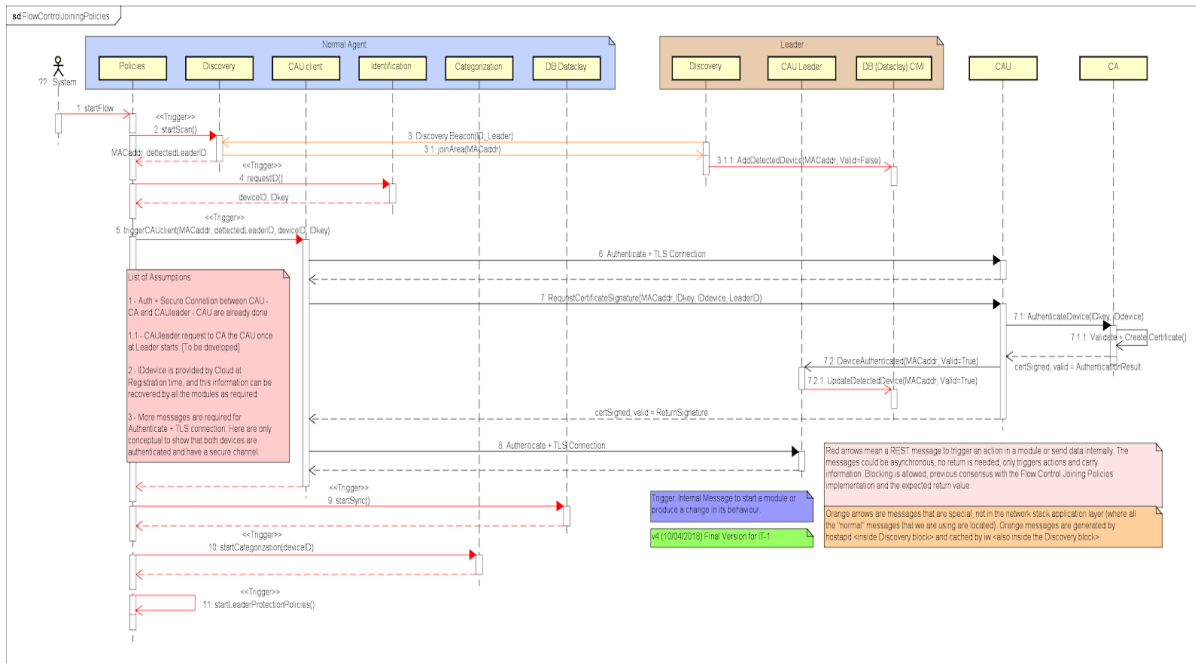 sd FlowControlJoiningPolicies
Normal Agent
Leader
Policies
Discovery
CAU client
Identification
Categorization
DB Dataclay
Discovery
CAU Leader
DB (Dataclay) CIMI
CAU
CA
?? System
1: startFlow
<<Trigger>>
2: startScan()
3: Discovery Beacon(ID_Leader)
3.1: joinArea(MACaddr)
MACaddr, dettectedLeaderID
3.1.1: AddDetectedDevice(MACaddr, Valid=False)
<<Trigger>>
4: requestID()
deviceID, IDkey
<<Trigger>>
5: triggerCAUclient(MACaddr, dettectedLeaderID, deviceID, IDkey)
6: Authenticate + TLS Connection
List of Assumptions:
1 - Auth + Secure Connetion between CAU -
CA and CAUleader - CAU are already done.
1.1 - CAUleader request to CA the CAU once
at Leader starts. [To be developed]
2 - IDdevice is provided by Cloud at
Registration time, and this information can be
recovered by all the modules as required.
3 - More messages are required for
Authenticate + TLS connection. Here are only
conceptual to show that both devices are
authenticated and have a secure channel.
7: RequestCertificateSignature(MACaddr, IDkey, IDdevice, LeaderID)
7.1: AuthenticateDevice(IDkey, IDdevice)
7.1.1: Validate + Create Certificate()
7.2: DeviceAuthenticated(MACaddr, Valid=True)
certSigned, valid = AuthenticationResult
7.2.1: UpdateDetectedDevice(MACaddr, Valid=True)
certSigned, valid = ReturnSignature
8: Authenticate + TLS Connection
<<Trigger>>
9: startSync()
<<Trigger>>
10: startCategorization(deviceID)
<<Trigger>>
11: startLeaderProtectionPolicies()
Trigger: Internal Message to start a module or
produce a change in its behaviour.
v4 (10/04/2018) Final Version for IT-1
Red arrows mean a REST message to trigger an action in a module or send data internally. The
messages could be asynchronous, no return is needed, only triggers actions and carry
information. Blocking is allowed, previous consensus with the Flow Control Joining Policies
implementation and the expected return value.
Orange arrows are messages that are special, not in the network stack application layer (where all
the "normal" messages that we are using are located). Orange messages are generated by
hostapd <inside Discovery block> and cached by iw <also inside the Discovery block>.